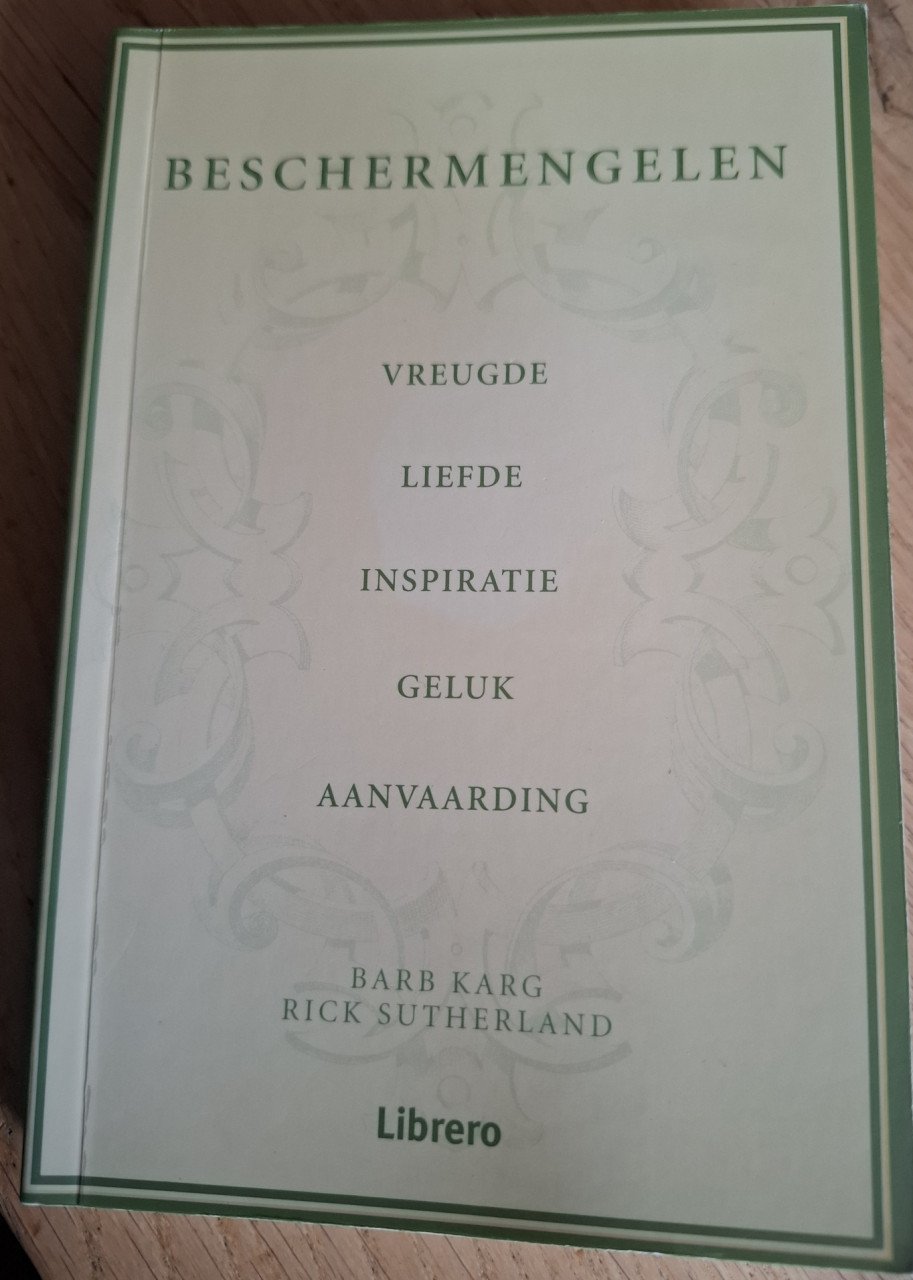 BESCHERMENGELEN
VREUGDE
LIEFDE
INSPIRATIE
GELUK
AANVAARDING
BARB KARG
RICK SUTHERLAND
Librero